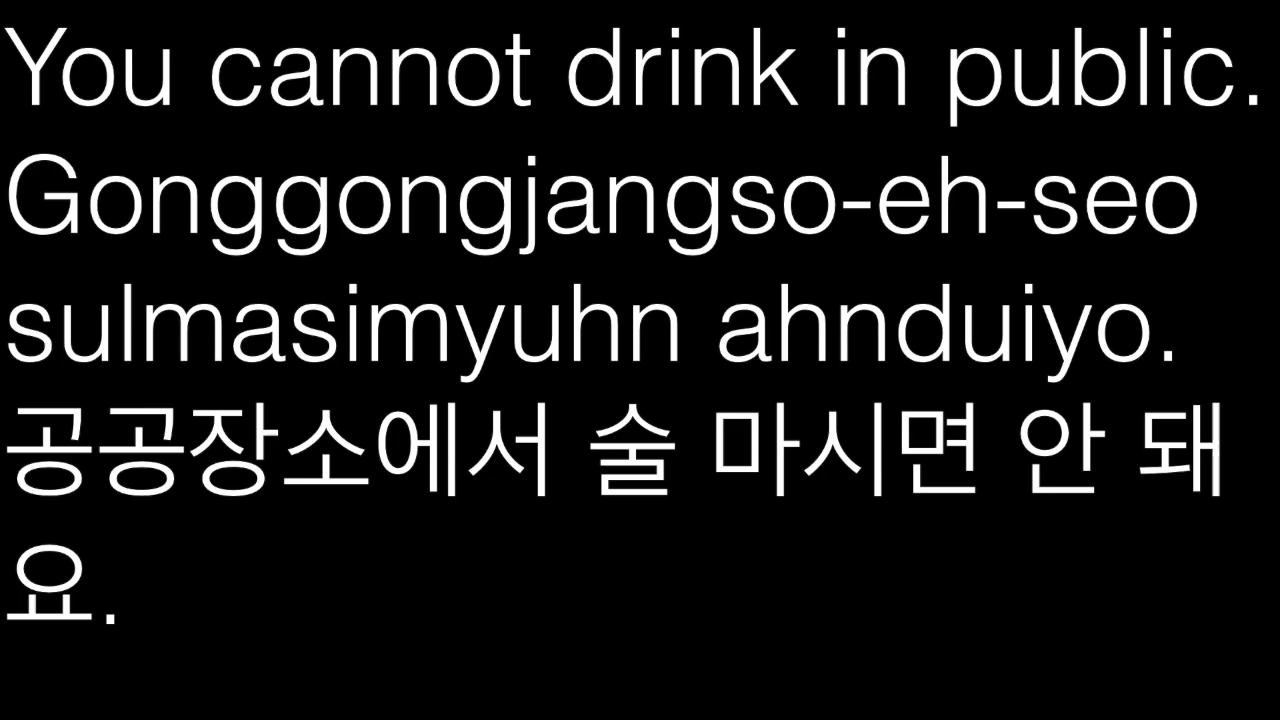 You cannot drink in public.
Gonggongjangso-eh-seo
sulmasimyuhn ahnduiyo.
공공장소에서 술 마시면 안 돼
요.